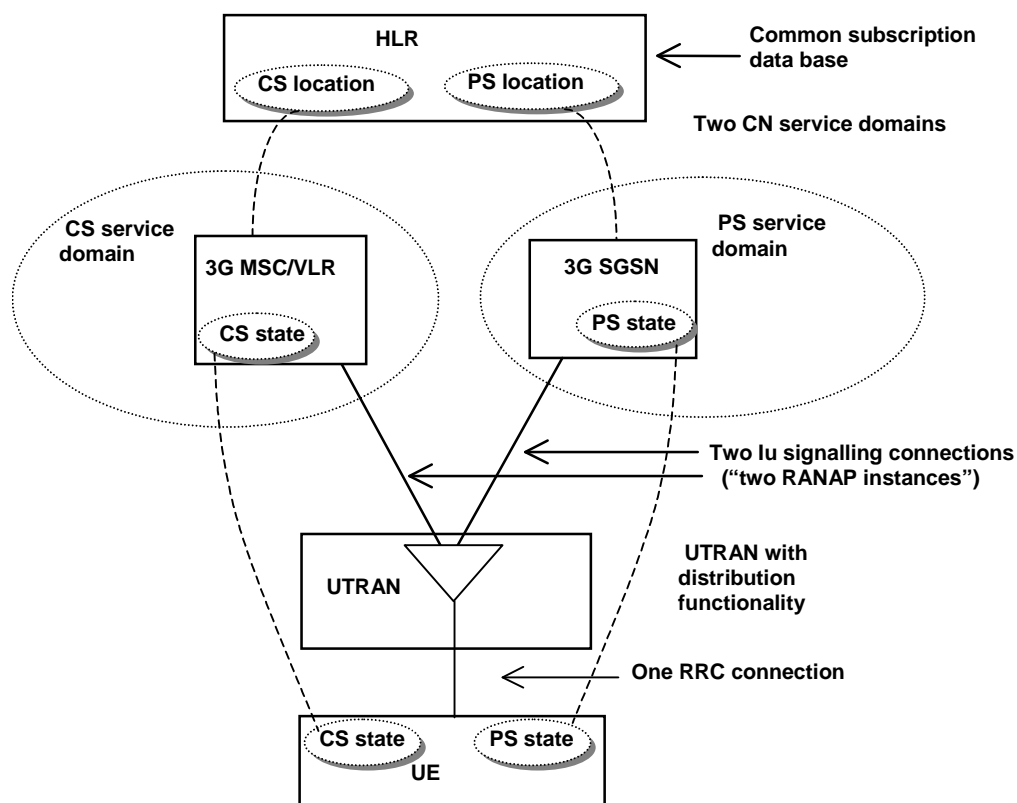 HLR
Common subscription
data base
CS location
PS location
Two CN service domains
CS service
domain
PS service
domain
3G MSC/VLR
3G SGSN
CS state
PS state
Two Iu signalling connections
(“two RANAP instances”)
UTRAN
UTRAN with
distribution
functionality
One RRC connection
CS state
PS state
UE